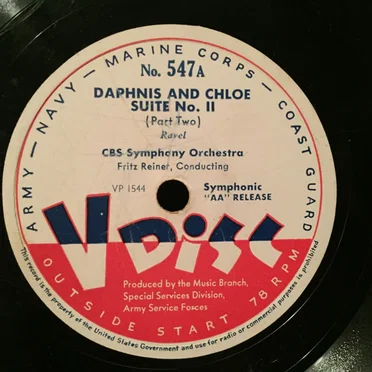 ARMY — NAVY — MARINE CORPS — COAST GUARD
No. 547A
DAPHNIS AND CHLOE
SUITE No. II
(Part Two)
Ravel
CBS Symphony Orchestra
Fritz Reiner, Conducting
VP 1544
Symphonic
"AA" RELEASE
V DISC
Produced by the Music Branch,
Special Services Division,
Army Service Forces
OUTSIDE START 78 RPM
This record is the property of the United States Government and use for radio or commercial purposes is prohibited